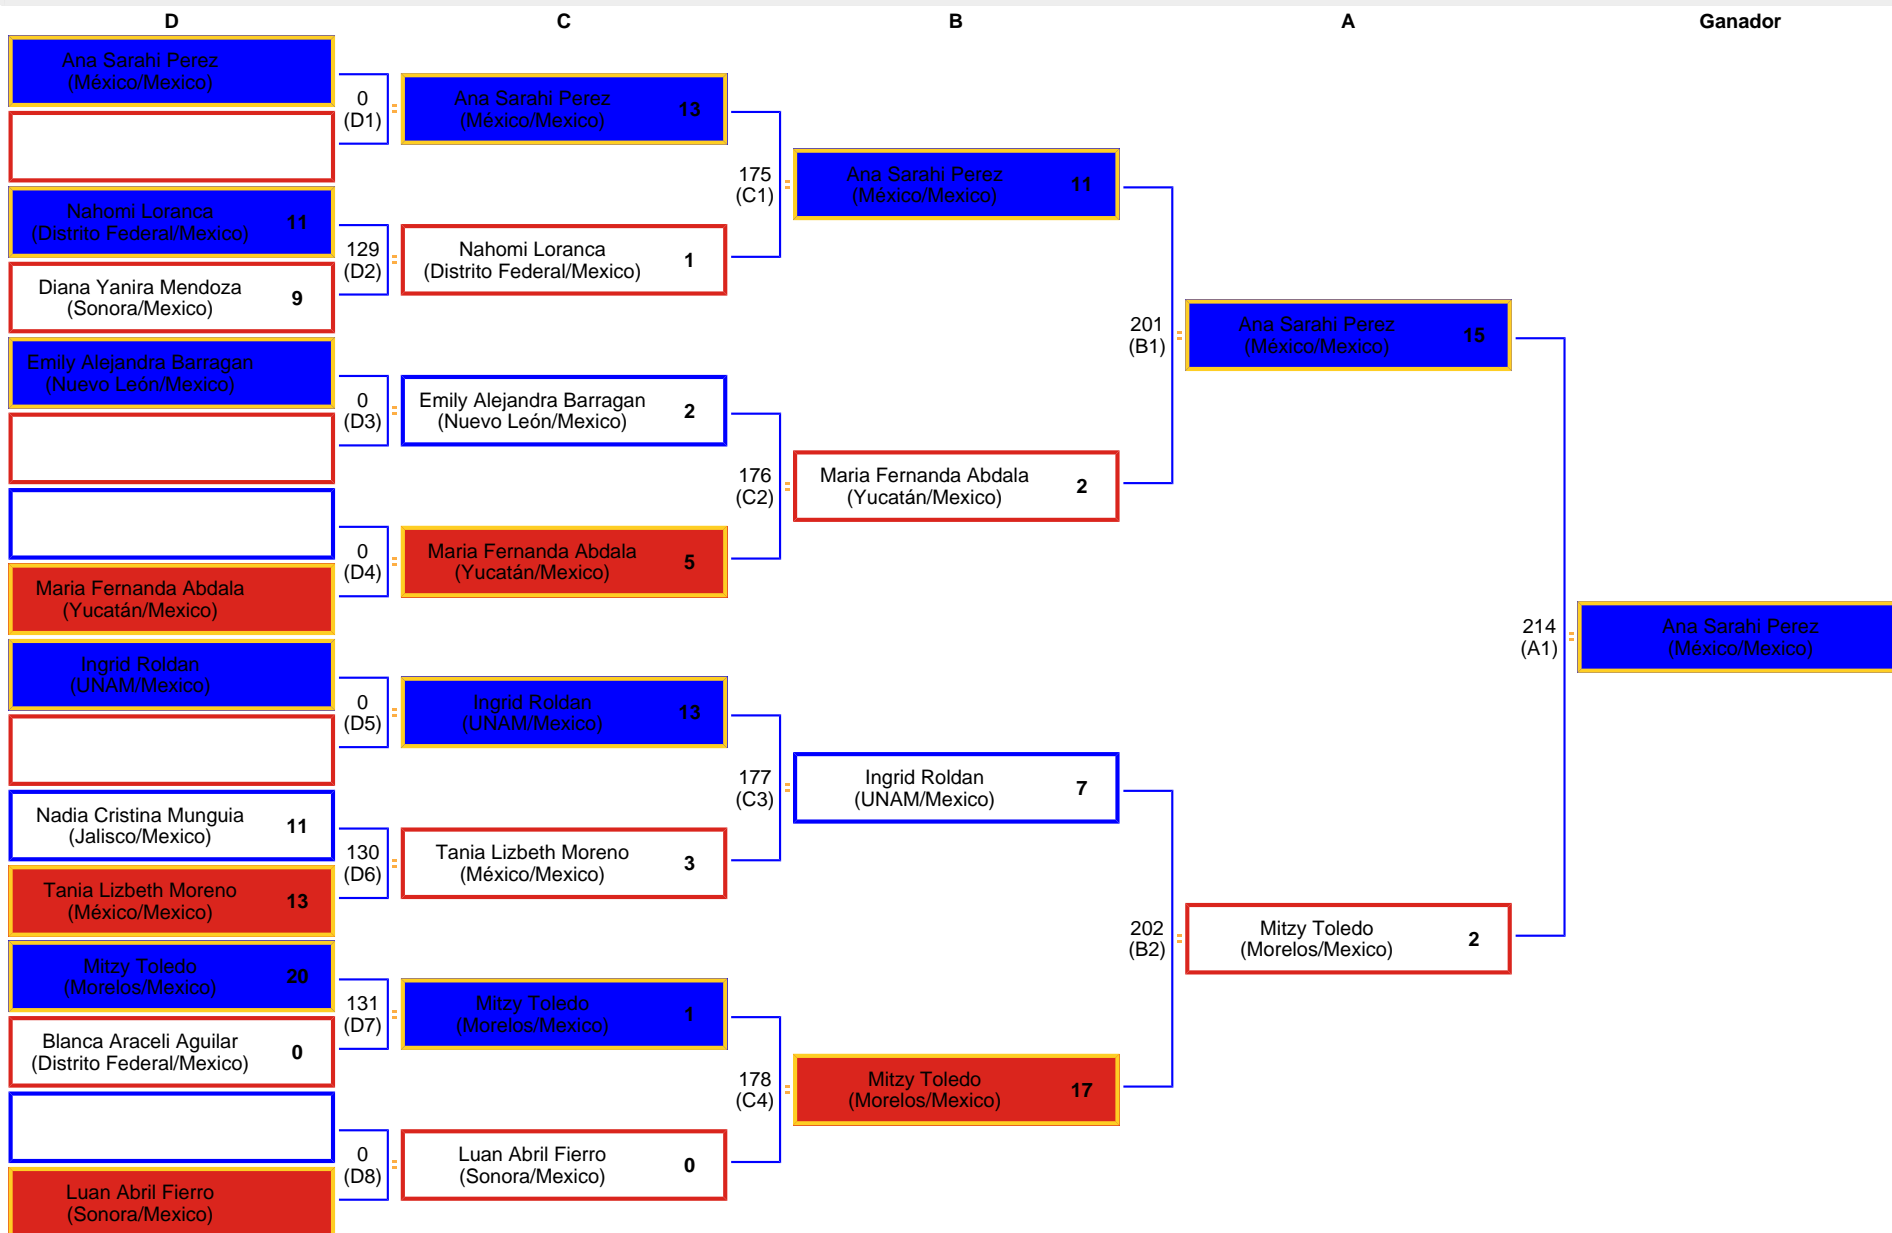 D
C
B
A
Ganador
Ana Sarahi Perez
(México/Mexico)
0
(D1)
Nahomi Loranca
(Distrito Federal/Mexico)
11
Diana Yanira Mendoza
(Sonora/Mexico)
9
129
(D2)
Emily Alejandra Barragan
(Nuevo León/Mexico)
0
(D3)
Maria Fernanda Abdala
(Yucatán/Mexico)
0
(D4)
Ingrid Roldan
(UNAM/Mexico)
0
(D5)
Nadia Cristina Munguia
(Jalisco/Mexico)
11
Tania Lizbeth Moreno
(México/Mexico)
13
130
(D6)
Mitzy Toledo
(Morelos/Mexico)
20
Blanca Araceli Aguilar
(Distrito Federal/Mexico)
0
131
(D7)
Luan Abril Fierro
(Sonora/Mexico)
0
(D8)
Ana Sarahi Perez
(México/Mexico)
13
Nahomi Loranca
(Distrito Federal/Mexico)
1
175
(C1)
Emily Alejandra Barragan
(Nuevo León/Mexico)
2
Maria Fernanda Abdala
(Yucatán/Mexico)
5
176
(C2)
Ingrid Roldan
(UNAM/Mexico)
13
Tania Lizbeth Moreno
(México/Mexico)
3
177
(C3)
Mitzy Toledo
(Morelos/Mexico)
1
Luan Abril Fierro
(Sonora/Mexico)
0
178
(C4)
Ana Sarahi Perez
(México/Mexico)
11
Maria Fernanda Abdala
(Yucatán/Mexico)
2
201
(B1)
Ingrid Roldan
(UNAM/Mexico)
7
Mitzy Toledo
(Morelos/Mexico)
17
202
(B2)
Ana Sarahi Perez
(México/Mexico)
15
Mitzy Toledo
(Morelos/Mexico)
2
214
(A1)
Ana Sarahi Perez
(México/Mexico)